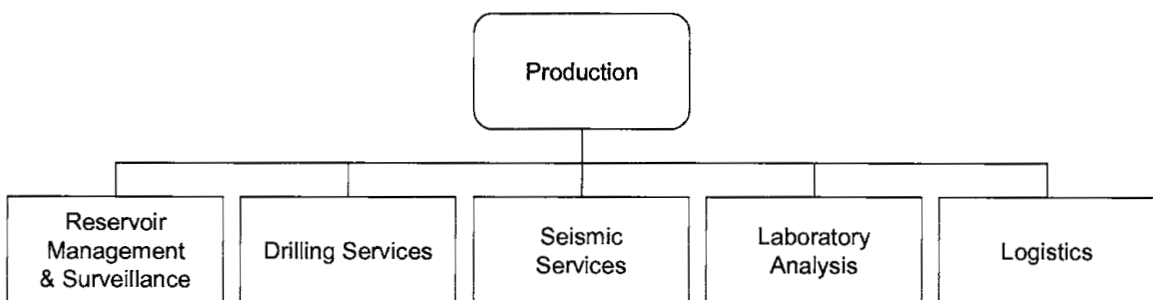 Production
Reservoir
Management
& Surveillance
Drilling Services
Seismic
Services
Laboratory
Analysis
Logistics